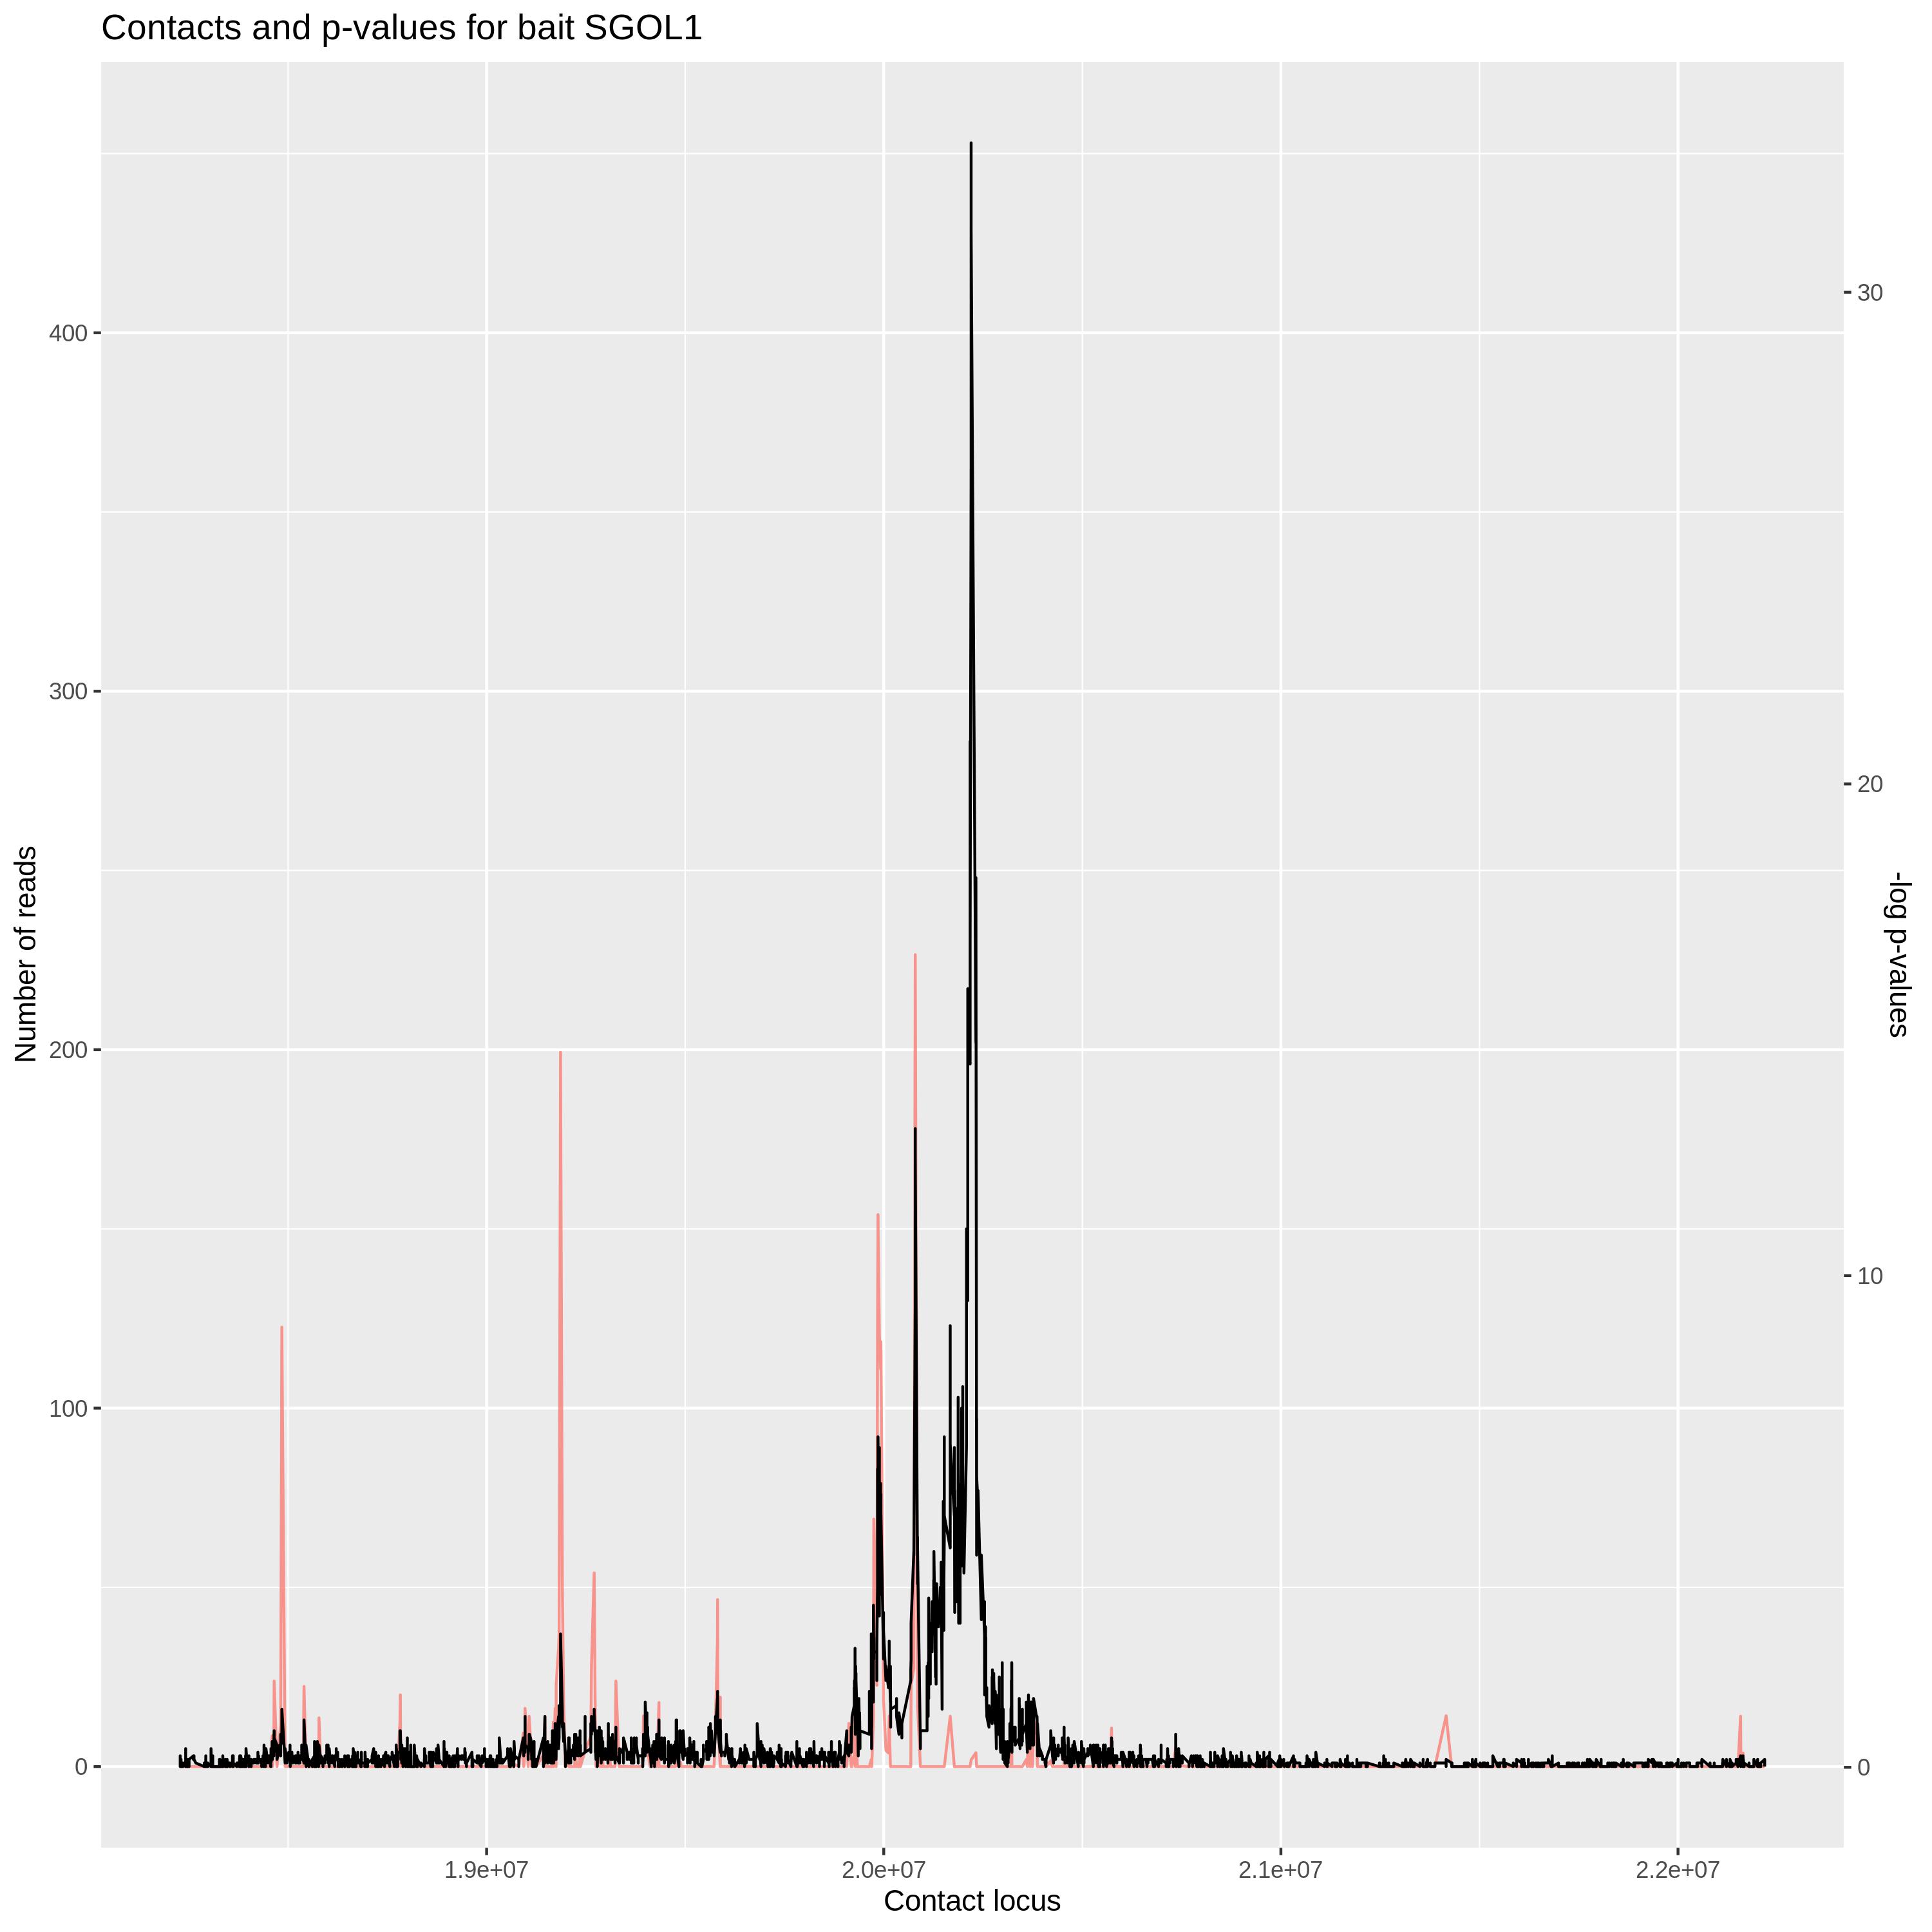 Contacts and p-values for bait SGOL1
Number of reads
400
300
200
100
0
30
20
10
0
-log p-values
1.9e+07
2.0e+07
2.1e+07
2.2e+07
Contact locus